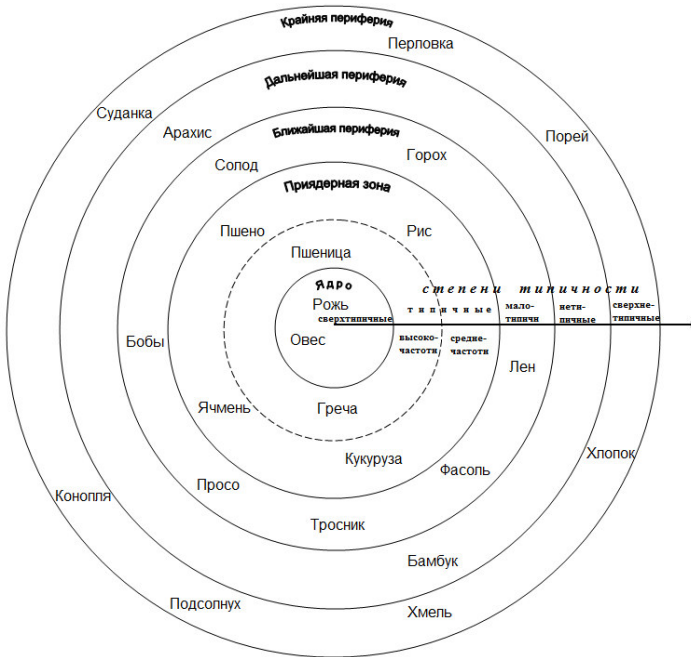 Крайняя периферия
Перловка
Дальнейшая периферия
Суданка
Арахис
Ближайшая периферия
Порей
Горох
Солод
Приядерная зона
Пшено
Рис
Пшеница
Ядро
степени типичности
Рожь
типичные
мало-
типичн
нети-
пичные
сверхне-
типичные
сверхтипичные
Овес
высоко-
частотн
средне-
частотн
Бобы
Лен
Ячмень
Греча
Кукуруза
Хлопок
Фасоль
Просо
Конопля
Тросник
Бамбук
Подсолнух
Хмель